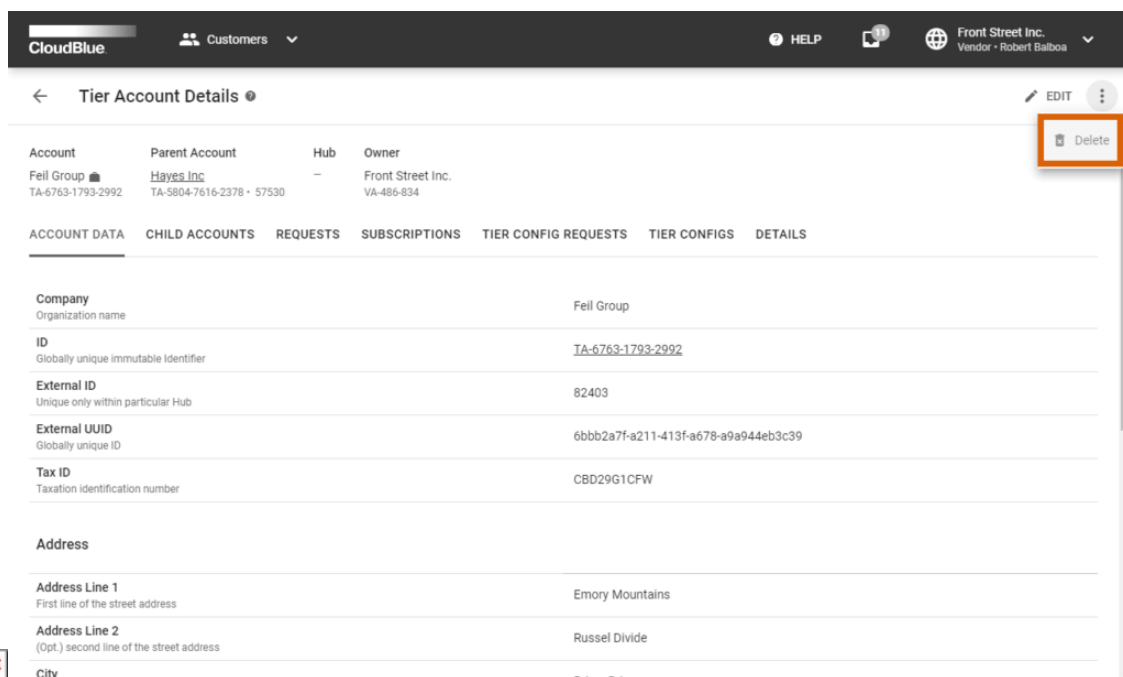 CloudBlue
Customers
HELP
11
Front Street Inc.
Vendor • Robert Balboa
Tier Account Details
EDIT
Delete
Account Parent Account Hub Owner
Feil Group Hayes Inc – Front Street Inc.
TA-6763-1793-2992 TA-5804-7616-2378 • 57530 VA-486-834
ACCOUNT DATA CHILD ACCOUNTS REQUESTS SUBSCRIPTIONS TIER CONFIG REQUESTS TIER CONFIGS DETAILS
Company
Organization name
Feil Group
ID
Globally unique immutable Identifier
TA-6763-1793-2992
External ID
Unique only within particular Hub
82403
External UUID
Globally unique ID
6bbb2a7f-a211-413f-a678-a9a944eb3c39
Tax ID
Taxation identification number
CBD29G1CFW
Address
Address Line 1
First line of the street address
Emory Mountains
Address Line 2
(Opt.) second line of the street address
Russel Divide
City